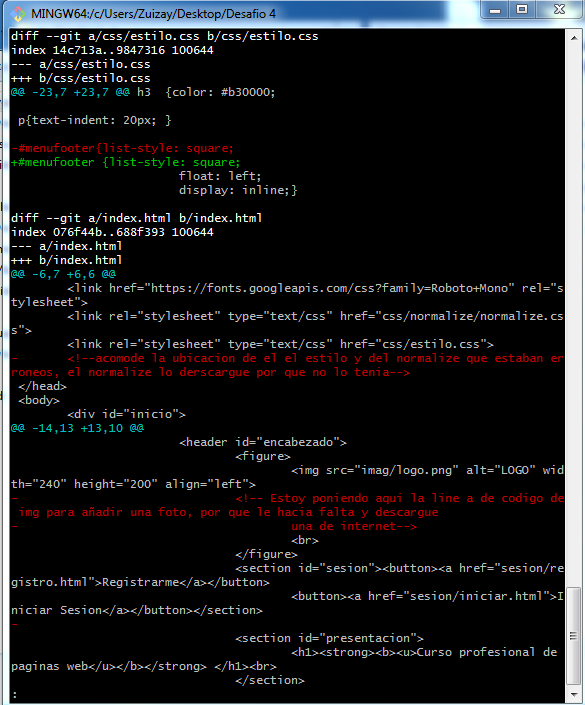 MINGW64:/c/Users/Zuizay/Desktop/Desafio 4
diff --git a/css/estilo.css b/css/estilo.css
index 14c713a..9847316 100644
--- a/css/estilo.css
+++ b/css/estilo.css
@@ -23,7 +23,7 @@ h3  {color: #b30000;
 p{text-indent: 20px; }
-#menufooter{list-style: square;
+#menufooter {list-style: square;
                        float: left;
                        display: inline;}
diff --git a/index.html b/index.html
index 076f44b..688f393 100644
--- a/index.html
+++ b/index.html
@@ -6,7 +6,6 @@
        <link href="https://fonts.googleapis.com/css?family=Roboto+Mono" rel="s
tylesheet">
        <link rel="stylesheet" type="text/css" href="css/normalize/normalize.cs
s">
        <link rel="stylesheet" type="text/css" href="css/estilo.css">
-       <!--acomode la ubicacion de el el estilo y del normalize que estaban er
roneos, el normalize lo derscargue por que no lo tenia-->
 </head>
 <body>
        <div id="inicio">
@@ -14,13 +13,10 @@
                        <header id="encabezado">
                                <figure>
                                        <img src="imag/logo.png" alt="LOGO" wid
th="240" height="200" align="left">
-                               <!-- Estoy poniendo aqui la line a de codigo de
 img para añadir una foto, por que le hacia falta y descargue
-                                       una de internet-->
                                        <br>
                                </figure>
                                <section id="sesion"><button><a href="sesion/re
gistro.html">Registrarme</a></button>
                                        <button><a href="sesion/iniciar.html">I
niciar Sesion</a></button></section>
-
                                <section id="presentacion">
                                        <h1><strong><b><u>Curso profesional de 
paginas web</u></b></strong> </h1><br>
                                </section>
: